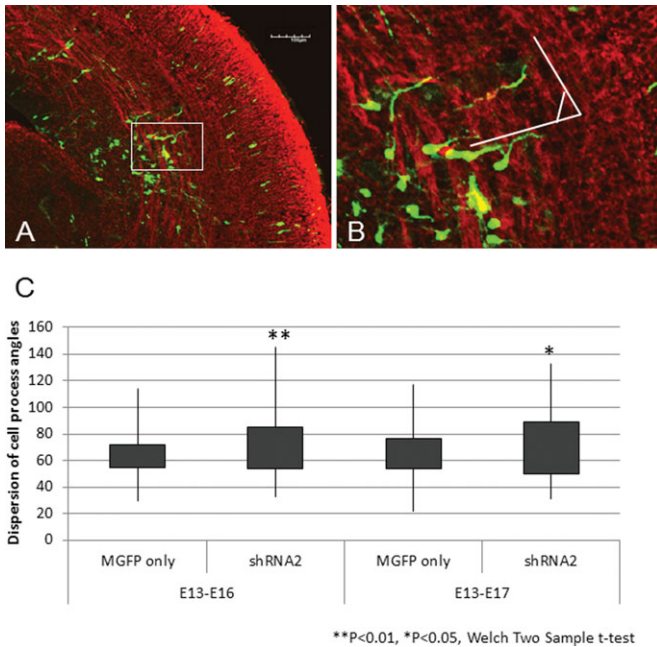 100μm
A
B
C
160
140
120
100
80
60
40
20
0
Dispersion of cell process angles
**
*
MGFP only shRNA2 MGFP only shRNA2
E13-E16 E13-E17
**P<0.01, *P<0.05, Welch Two Sample t-test